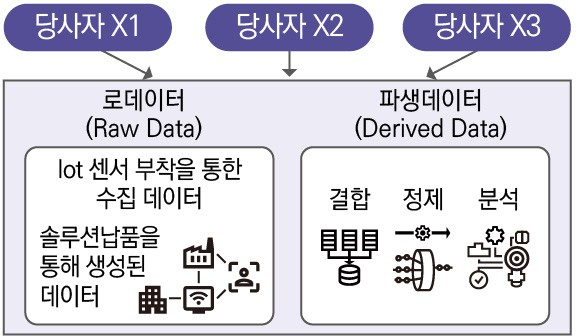 당사자 X1
당사자 X2
당사자 X3
로데이터
(Raw Data)
Iot 센서 부착을 통한
수집 데이터
솔루션납품을
통해 생성된
데이터
파생데이터
(Derived Data)
결합
정제
분석